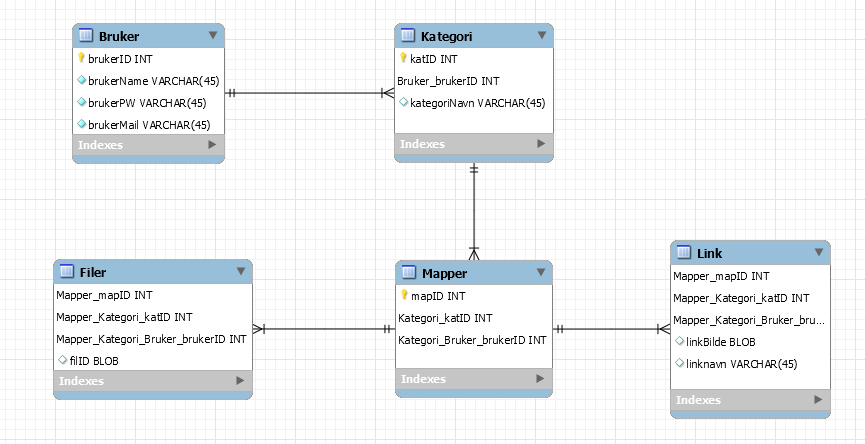 Bruker
brukerID INT
brukerName VARCHAR(45)
brukerPW VARCHAR(45)
brukerMail VARCHAR(45)
Indexes
Kategori
katID INT
Bruker_brukerID INT
kategoriNavn VARCHAR(45)
Indexes
Filer
Mapper_mapID INT
Mapper_Kategori_katID INT
Mapper_Kategori_Bruker_brukerID INT
filID BLOB
Indexes
Mapper
mapID INT
Kategori_katID INT
Kategori_Bruker_brukerID INT
Indexes
Link
Mapper_mapID INT
Mapper_Kategori_katID INT
Mapper_Kategori_Bruker_bru...
linkBilde BLOB
linknavn VARCHAR(45)
Indexes